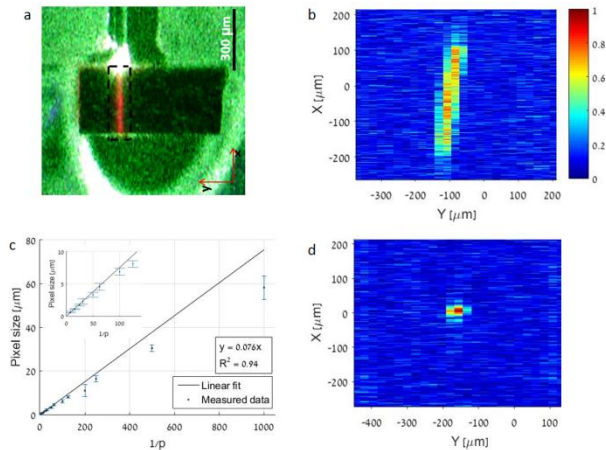 a
300 µm
x
y
b
X [µm]
200
100
0
-100
-200
-300
-200
-100
0
100
200
Y [µm]
1
0.8
0.6
0.4
0.2
0
c
Pixel size [µm]
80
60
40
20
0
0
200
400
600
800
1000
1/p
Pixel size [µm]
10
5
0
0
50
100
1/p
y = 0.076x
R² = 0.94
Linear fit
Measured data
d
X [µm]
200
100
0
-100
-200
-400
-300
-200
-100
0
100
Y [µm]